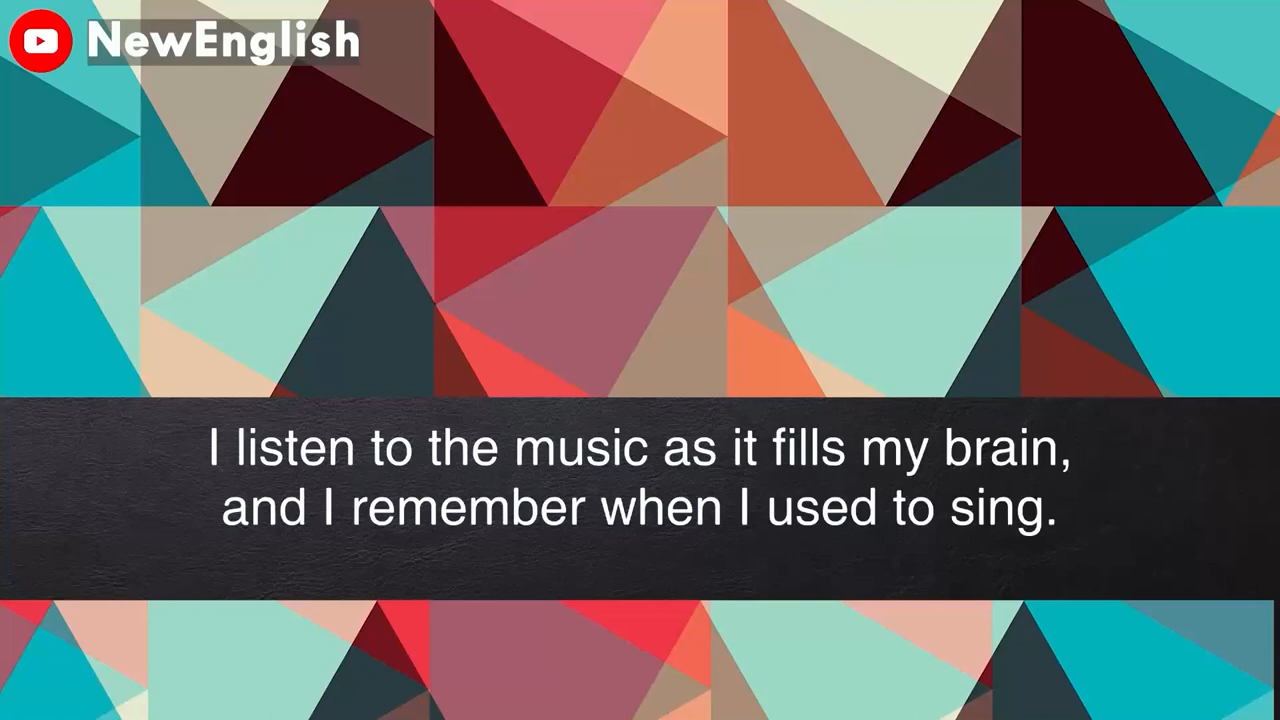 NewEnglish
I listen to the music as it fills my brain,
and I remember when I used to sing.